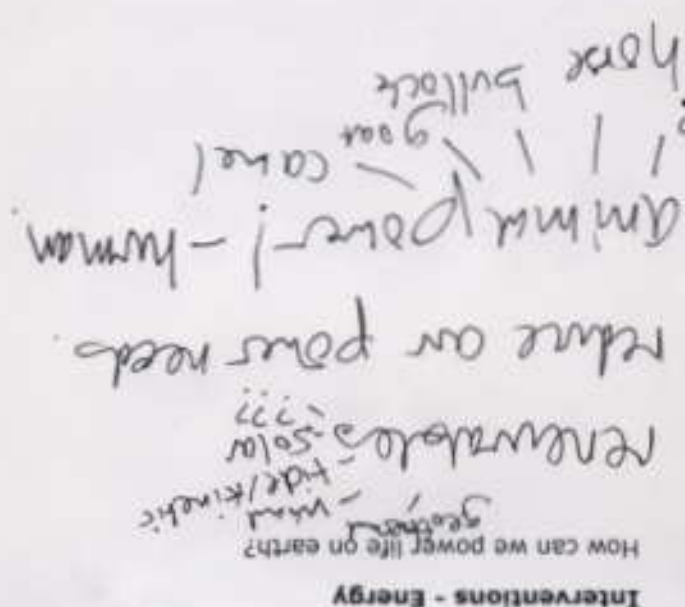 Interventions - Energy
How can we power life on earth?
geothermal
- wind
- tide/kinetic
renewables - solar
- ???
reduce our power needs.
animal power! - human.
camel
goat
bullock
horse